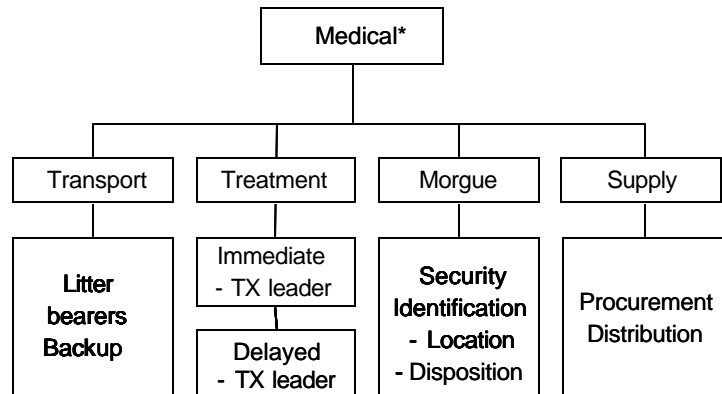 Medical*
Transport
Treatment
Morgue
Supply
Litter
bearers
Backup
Immediate
- TX leader
Delayed
- TX leader
Security
Identification
- Location
- Disposition
Procurement
Distribution